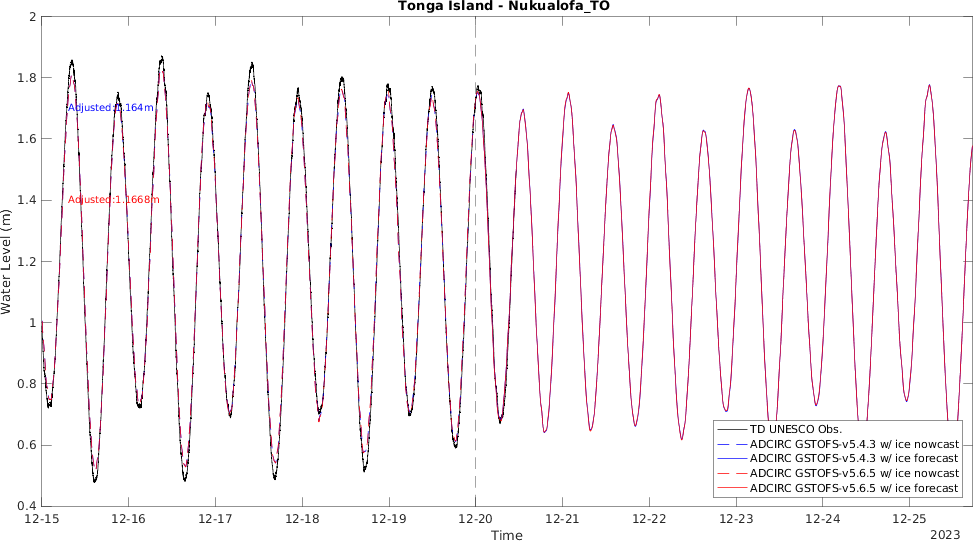 Tonga Island - Nukualofa_TO
2
1.8
1.6
1.4
1.2
1
0.8
0.6
0.4
Water Level (m)
Adjusted:1.164m
Adjusted:1.1668m
TD UNESCO Obs.
ADCIRC GSTOFS-v5.4.3 w/ ice nowcast
ADCIRC GSTOFS-v5.4.3 w/ ice forecast
ADCIRC GSTOFS-v5.6.5 w/ ice nowcast
ADCIRC GSTOFS-v5.6.5 w/ ice forecast
12-15 12-16 12-17 12-18 12-19 12-20 12-21 12-22 12-23 12-24 12-25
Time
2023